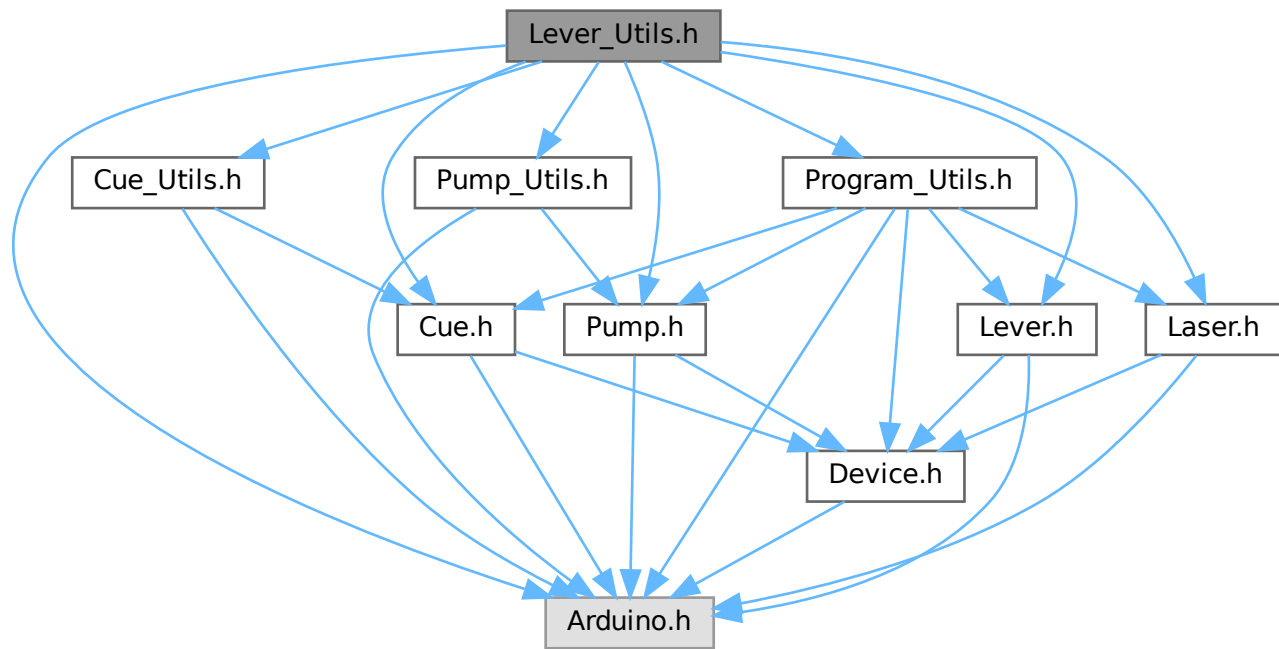 Lever_Utils.h
Cue_Utils.h
Pump_Utils.h
Program_Utils.h
Cue.h
Pump.h
Lever.h
Laser.h
Device.h
Arduino.h